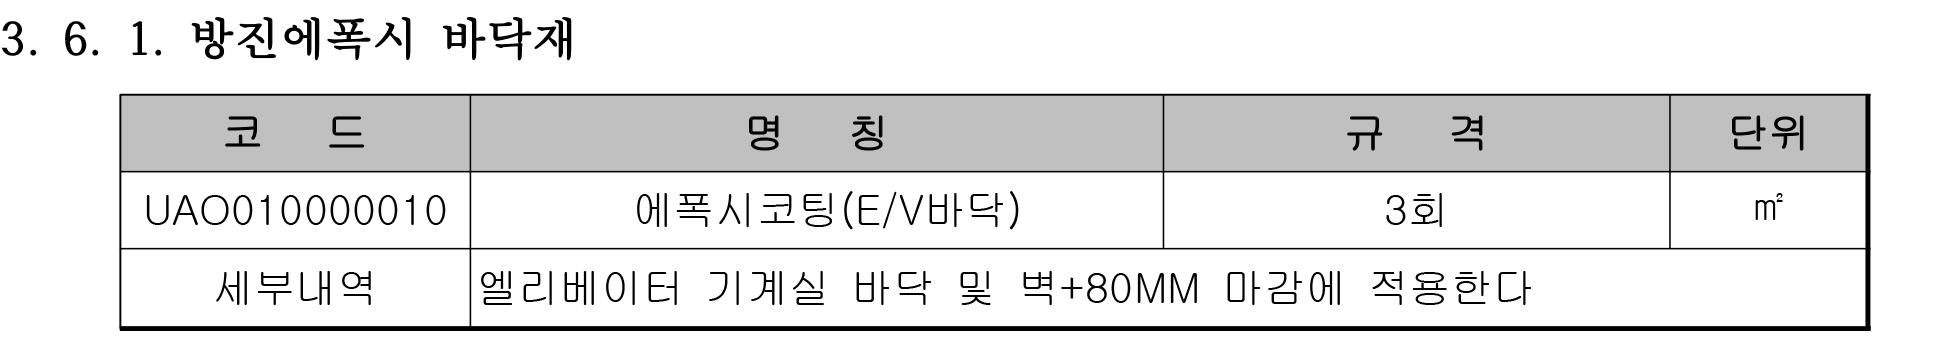 3. 6. 1. 방진에폭시 바닥재
코 드 명 칭 규 격 단위
UAO010000010 에폭시코팅(E/V바닥) 3회 ㎡
세부내역 엘리베이터 기계실 바닥 및 벽+80MM 마감에 적용한다